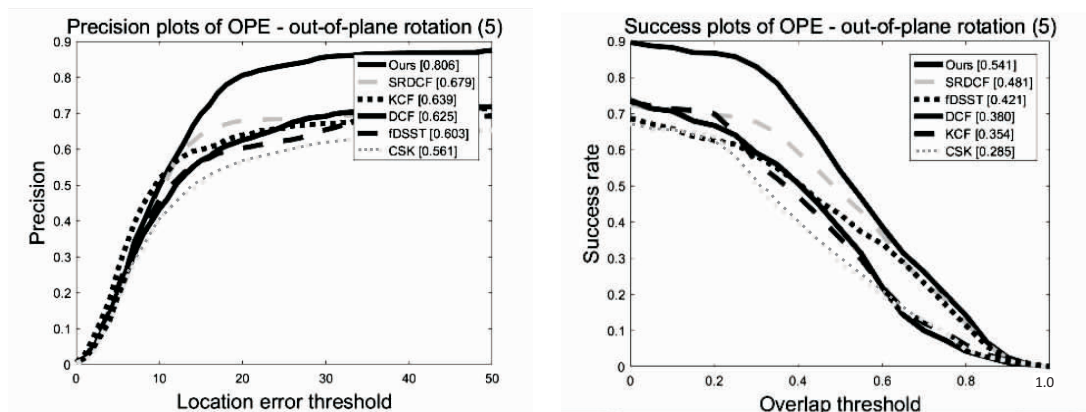 Precision plots of OPE - out-of-plane rotation (5)
0.9
0.8
0.7
0.6
0.5
0.4
0.3
0.2
0.1
0
Precision
Ours [0.806]
SRDCF [0.679]
KCF [0.639]
DCF [0.625]
fDSST [0.603]
CSK [0.561]
0 10 20 30 40 50
Location error threshold
Success plots of OPE - out-of-plane rotation (5)
0.9
0.8
0.7
0.6
0.5
0.4
0.3
0.2
0.1
0
Success rate
Ours [0.541]
SRDCF [0.481]
fDSST [0.421]
DCF [0.380]
KCF [0.354]
CSK [0.285]
0 0.2 0.4 0.6 0.8 1.0
Overlap threshold